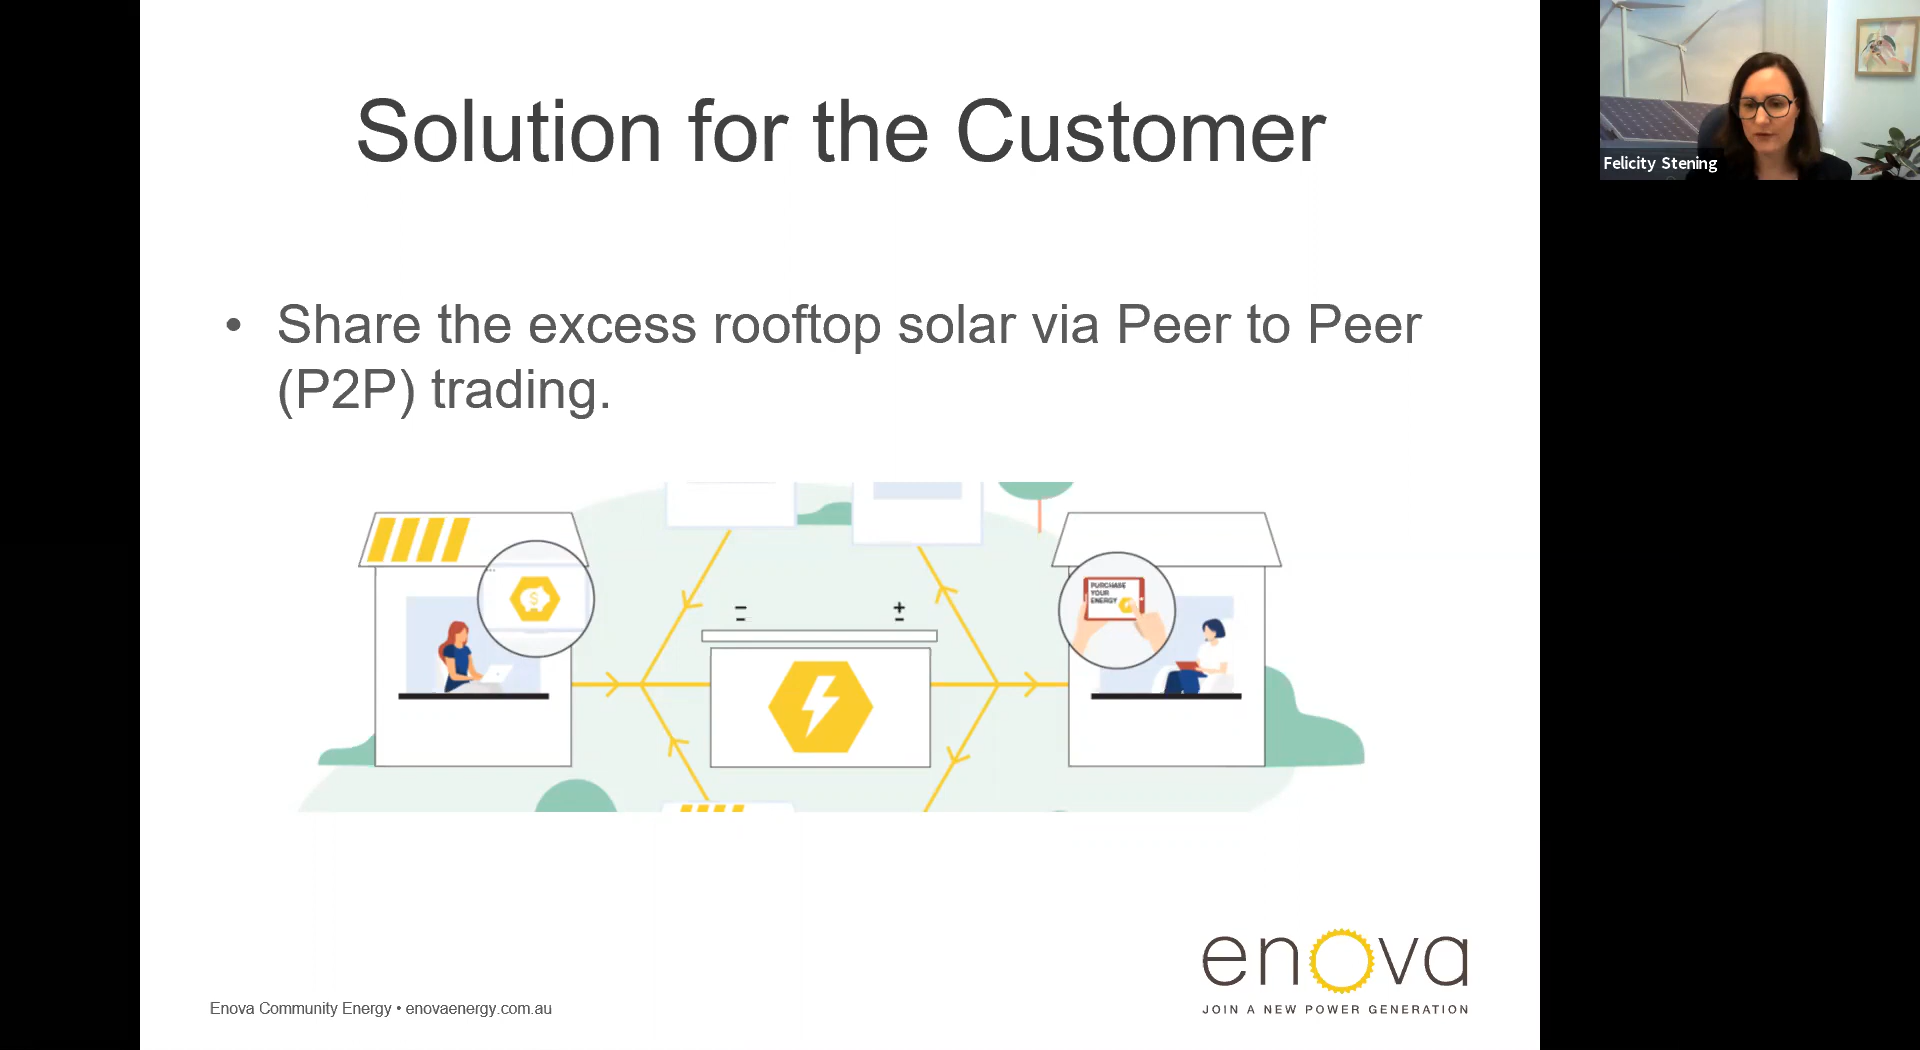 Solution for the Customer
Felicity Stening
• Share the excess rooftop solar via Peer to Peer
(P2P) trading.
PURCHASE
YOUR
ENERGY
enova
JOIN A NEW POWER GENERATION
Enova Community Energy • enovaenergy.com.au